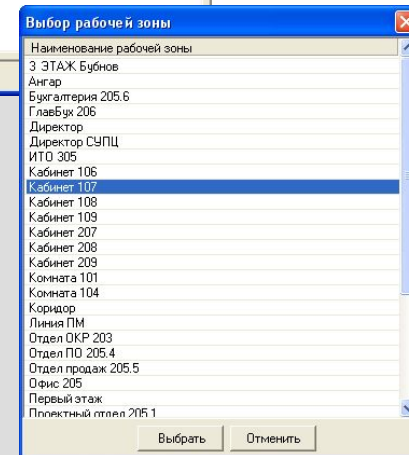 Выбор рабочей зоны
Наименование рабочей зоны
3 ЭТАЖ Бубнов
Ангар
Бухгалтерия 205.6
ГлавБух 206
Директор
Директор СУПЦ
ИТО 305
Кабинет 106
Кабинет 107
Кабинет 108
Кабинет 109
Кабинет 207
Кабинет 208
Кабинет 209
Комната 101
Комната 104
Коридор
Линия ПМ
Отдел ОКР 203
Отдел ПО 205.4
Отдел продаж 205.5
Офис 205
Первый этаж
Проектный отдел 205.1
Выбрать Отменить